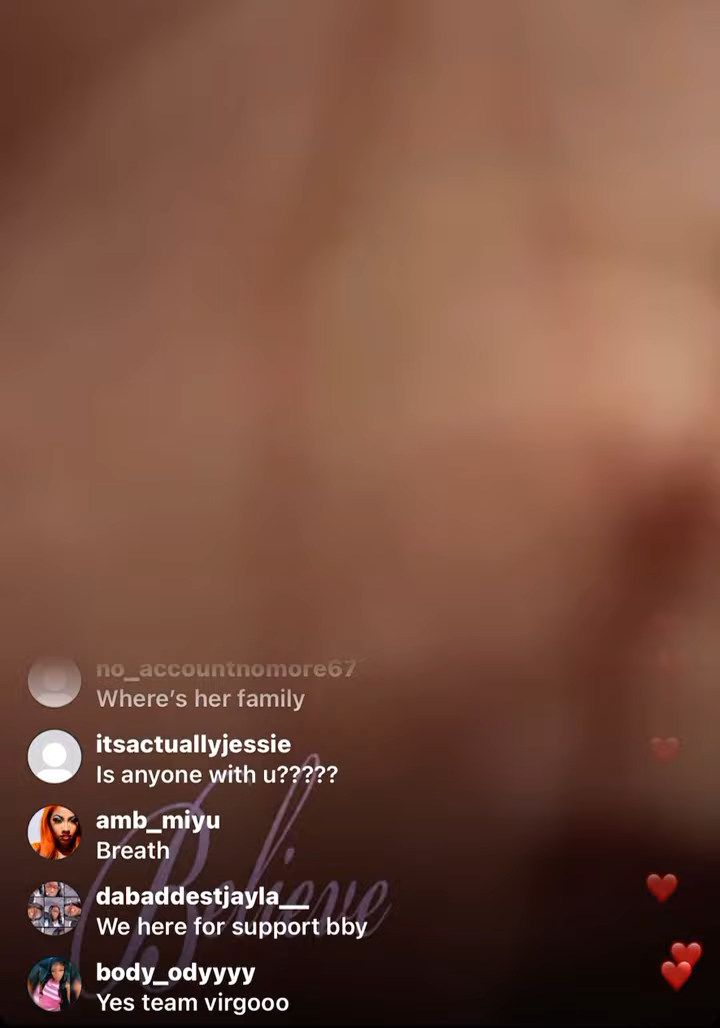 no_accountnomore67
Where's her family
itsactuallyjessie
Is anyone with u?????
amb_miyu
Breath
dabaddestjayla__
We here for support bby
Believe
body_odyyyy
Yes team virgooo